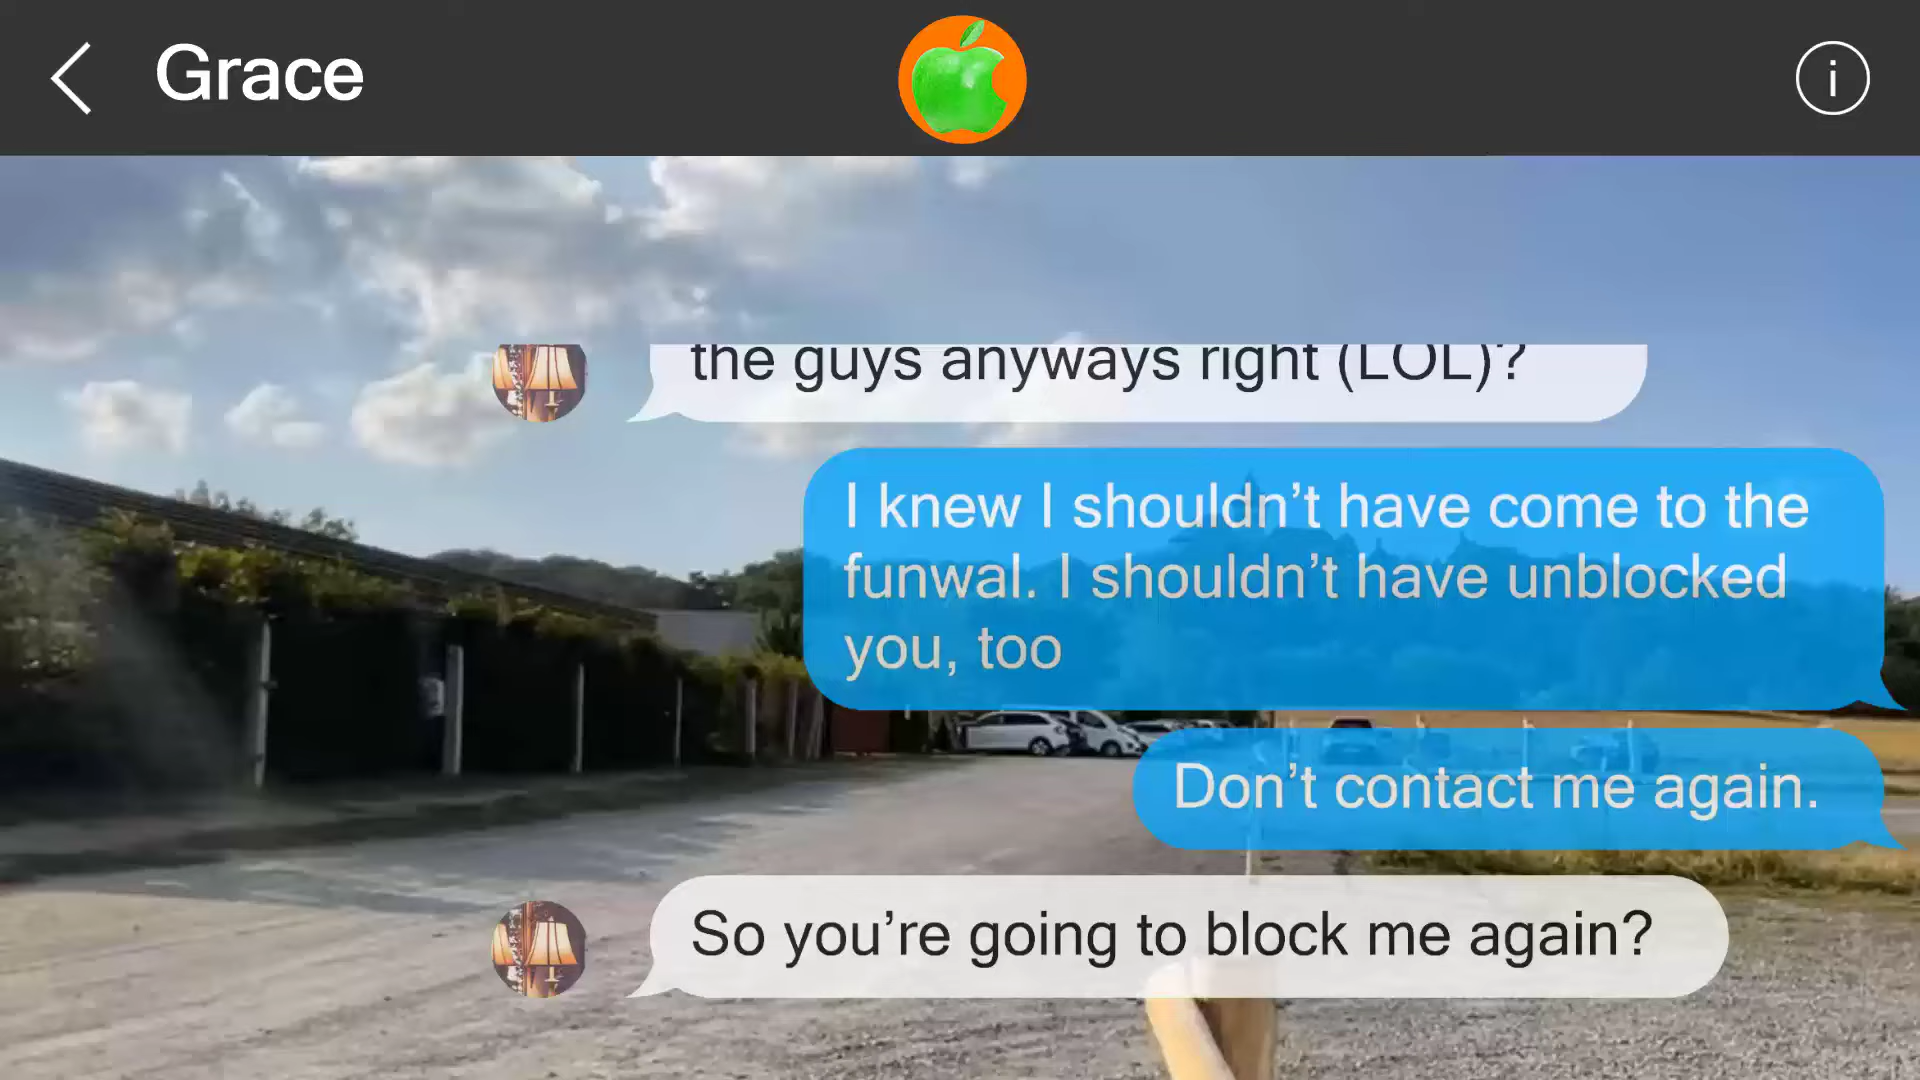 Grace
the guys anyways right (LOL)?
I knew I shouldn’t have come to the
funwal. I shouldn’t have unblocked
you, too
Don’t contact me again.
So you’re going to block me again?